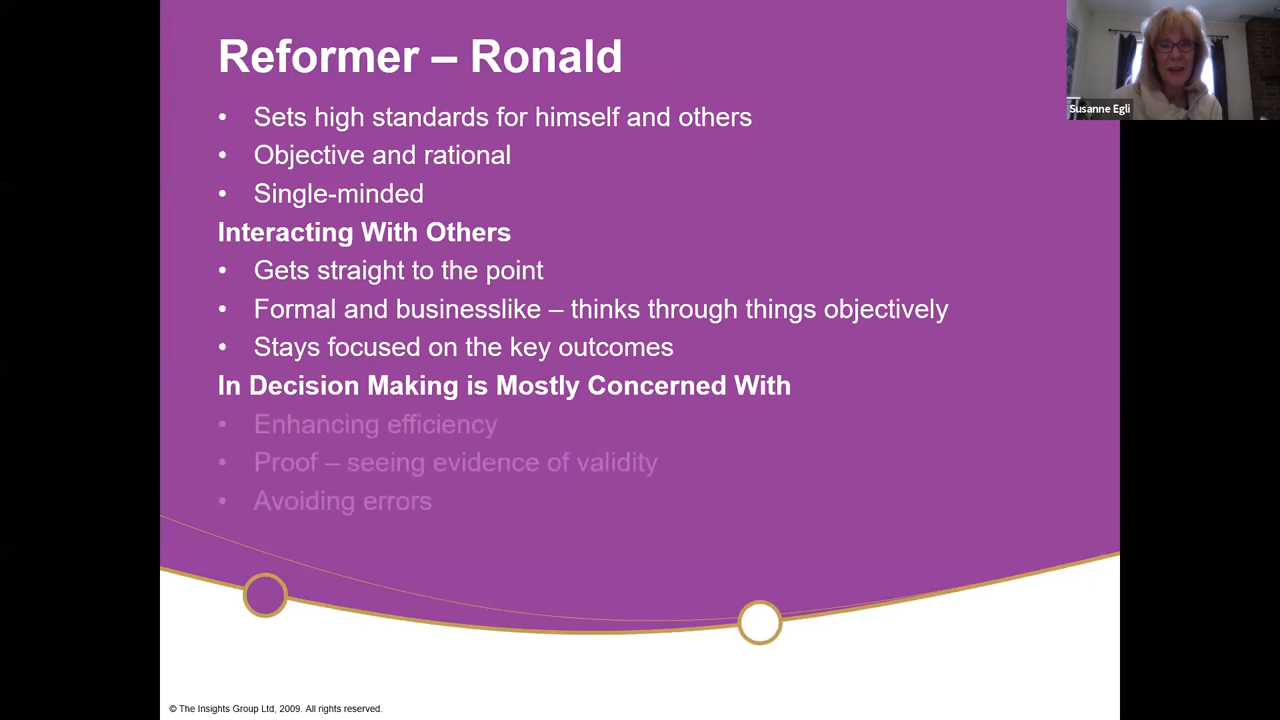 Reformer – Ronald
• Sets high standards for himself and others
• Objective and rational
• Single-minded
Interacting With Others
• Gets straight to the point
• Formal and businesslike – thinks through things objectively
• Stays focused on the key outcomes
In Decision Making is Mostly Concerned With
• Enhancing efficiency
• Proof – seeing evidence of validity
• Avoiding errors
© The Insights Group Ltd, 2009. All rights reserved.
Susanne Egli